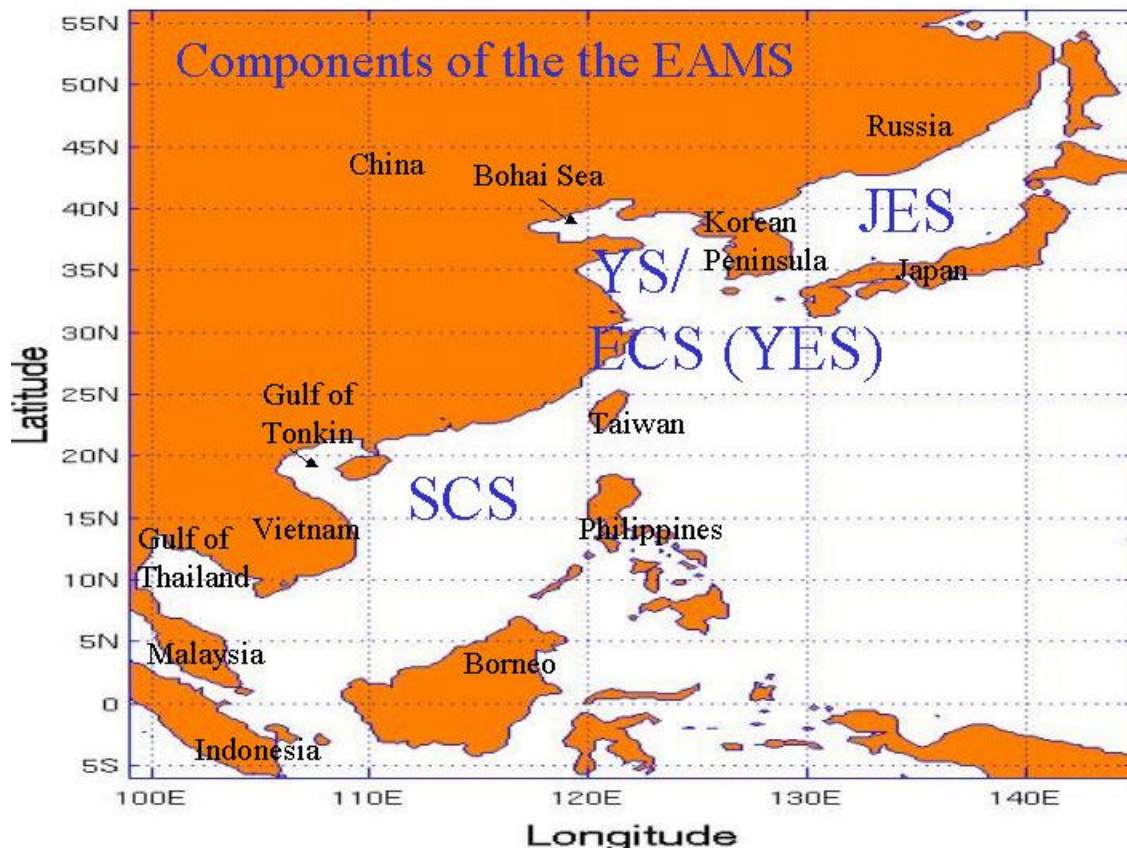 Components of the the EAMS
55N
50N
45N
40N
35N
30N
25N
20N
15N
10N
5N
0
5S
Latitude
Russia
China
Bohai Sea
JES
Korean
Peninsula
Japan
YS/
ECS (YES)
Gulf of
Tonkin
Taiwan
SCS
Vietnam
Philippines
Gulf of
Thailand
Malaysia
Borneo
Indonesia
100E
110E
120E
130E
140E
Longitude